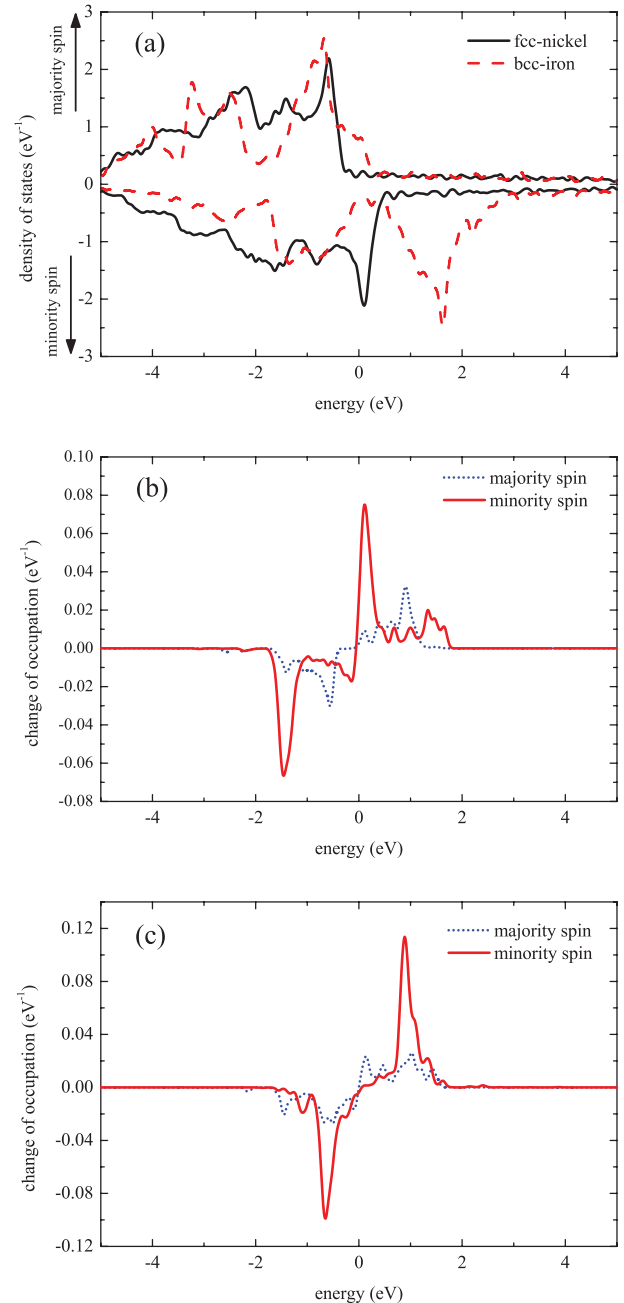 (a)
fcc-nickel
bcc-iron
majority spin
minority spin
density of states (eV⁻¹)
3
2
1
0
-1
-2
-3
-4 -2 0 2 4
energy (eV)
(b)
majority spin
minority spin
change of occupation (eV⁻¹)
0.10
0.08
0.06
0.04
0.02
0.00
-0.02
-0.04
-0.06
0.08
-4 -2 0 2 4
energy (eV)
(c)
majority spin
minority spin
change of occupation (eV⁻¹)
0.12
0.08
0.04
0.00
-0.04
-0.08
-0.12
-4 -2 0 2 4
energy (eV)